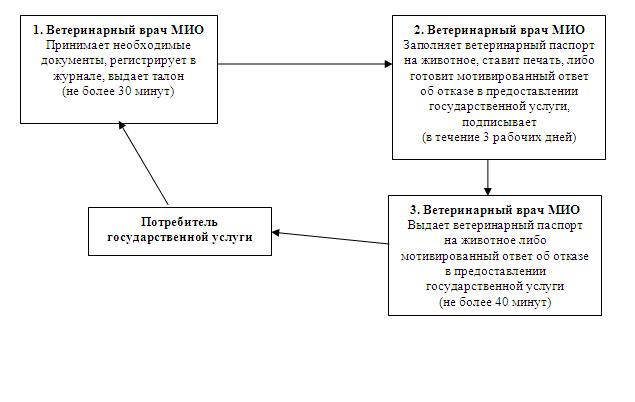 1. Ветеринарный врач МИО
Принимает необходимые
документы, регистрирует в
журнале, выдает талон
(не более 30 минут)
2. Ветеринарный врач МИО
Заполняет ветеринарный паспорт
на животное, ставит печать, либо
готовит мотивированный ответ
об отказе в предоставлении
государственной услуги,
подписывает
(в течение 3 рабочих дней)
Потребитель
государственной услуги
3. Ветеринарный врач МИО
Выдает ветеринарный паспорт
на животное либо
мотивированный ответ об отказе
в предоставлении
государственной услуги
(не более 40 минут)